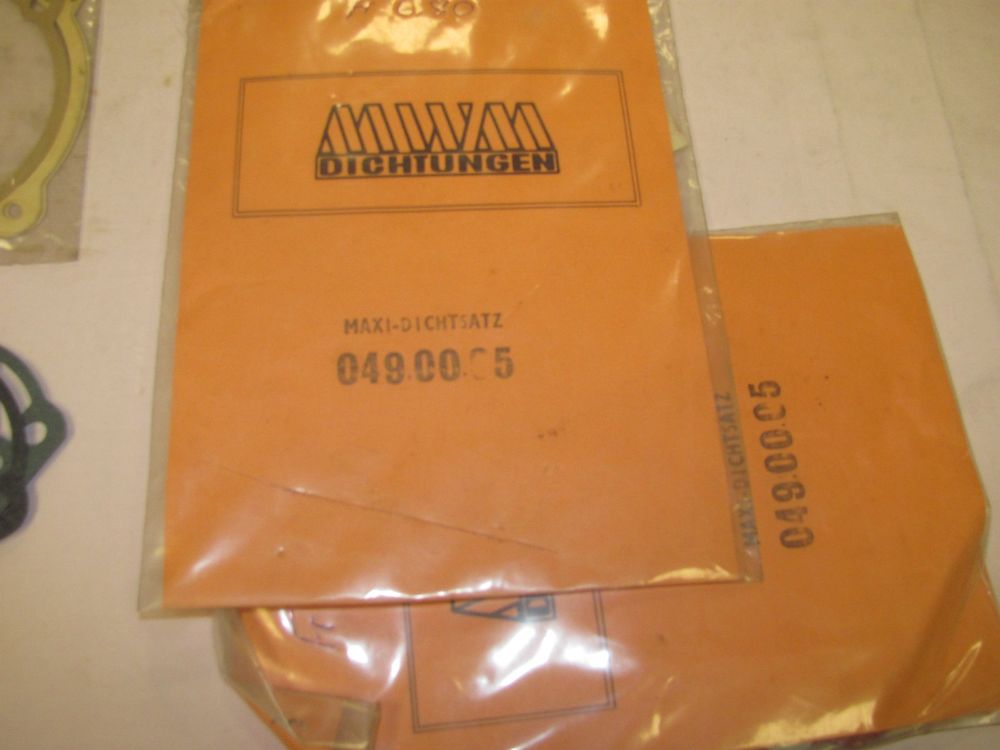 MWM
DICHTUNGEN
MAXI-DICHTSATZ
049.00.05
MAXI-DICHTSATZ
049.00.05